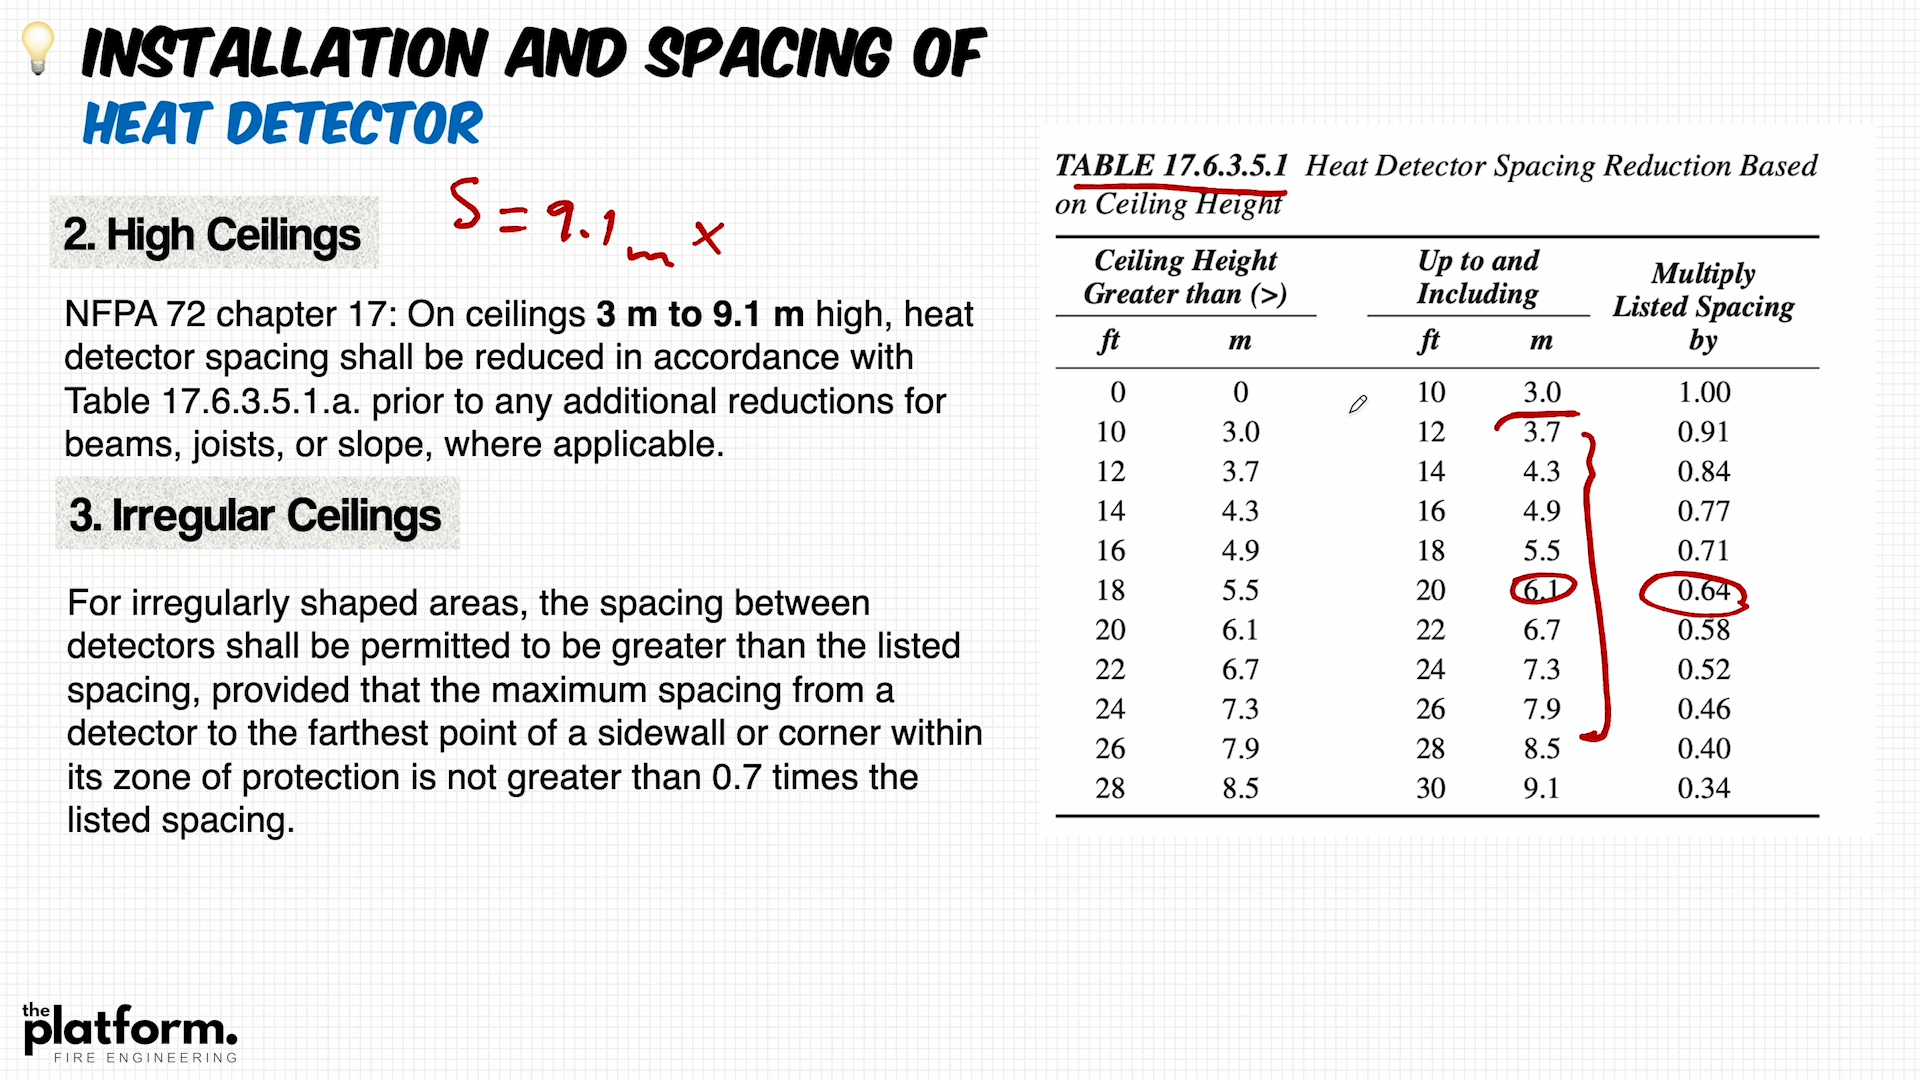 INSTALLATION AND SPACING OF
HEAT DETECTOR
S = 9.1 m ×
2. High Ceilings
NFPA 72 chapter 17: On ceilings 3 m to 9.1 m high, heat
detector spacing shall be reduced in accordance with
Table 17.6.3.5.1.a. prior to any additional reductions for
beams, joists, or slope, where applicable.
3. Irregular Ceilings
For irregularly shaped areas, the spacing between
detectors shall be permitted to be greater than the listed
spacing, provided that the maximum spacing from a
detector to the farthest point of a sidewall or corner within
its zone of protection is not greater than 0.7 times the
listed spacing.
TABLE 17.6.3.5.1 Heat Detector Spacing Reduction Based
on Ceiling Height
Ceiling Height Up to and Multiply
Greater than (>) Including Listed Spacing
ft m ft m by
0 0 10 3.0 1.00
10 3.0 12 3.7 0.91
12 3.7 14 4.3 0.84
14 4.3 16 4.9 0.77
16 4.9 18 5.5 0.71
18 5.5 20 6.1 0.64
20 6.1 22 6.7 0.58
22 6.7 24 7.3 0.52
24 7.3 26 7.9 0.46
26 7.9 28 8.5 0.40
28 8.5 30 9.1 0.34
the
platform.
FIRE ENGINEERING